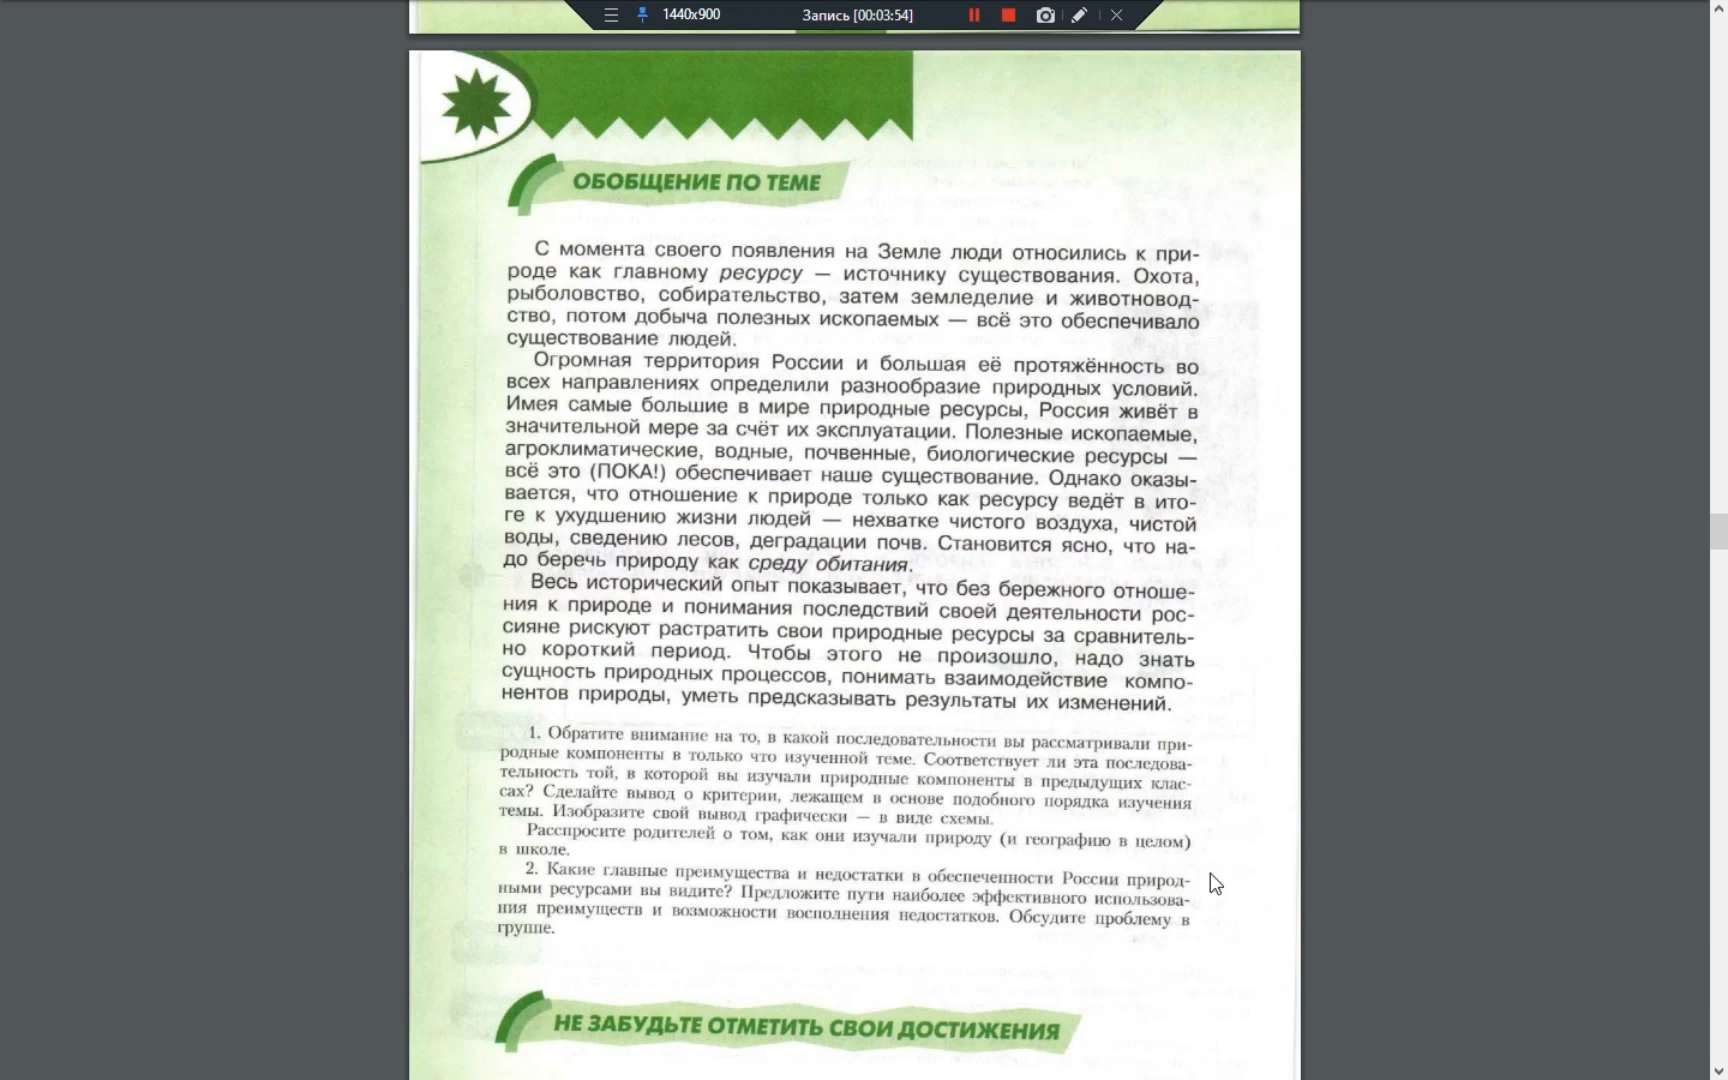 1440x900 Запись [00:03:54]
ОБОБЩЕНИЕ ПО ТЕМЕ
С момента своего появления на Земле люди относились к при-
роде как главному ресурсу — источнику существования. Охота,
рыболовство, собирательство, затем земледелие и животновод-
ство, потом добыча полезных ископаемых — всё это обеспечивало
существование людей.
Огромная территория России и большая её протяжённость во
всех направлениях определили разнообразие природных условий.
Имея самые большие в мире природные ресурсы, Россия живёт в
значительной мере за счёт их эксплуатации. Полезные ископаемые,
агроклиматические, водные, почвенные, биологические ресурсы —
всё это (ПОКА!) обеспечивает наше существование. Однако оказы-
вается, что отношение к природе только как ресурсу ведёт в ито-
ге к ухудшению жизни людей — нехватке чистого воздуха, чистой
воды, сведению лесов, деградации почв. Становится ясно, что на-
до беречь природу как среду обитания.
Весь исторический опыт показывает, что без бережного отноше-
ния к природе и понимания последствий своей деятельности рос-
сияне рискуют растратить свои природные ресурсы за сравнитель-
но короткий период. Чтобы этого не произошло, надо знать
сущность природных процессов, понимать взаимодействие компо-
нентов природы, уметь предсказывать результаты их изменений.
1. Обратите внимание на то, в какой последовательности вы рассматривали при-
родные компоненты в только что изученной теме. Соответствует ли эта последова-
тельность той, в которой вы изучали природные компоненты в предыдущих клас-
сах? Сделайте вывод о критерии, лежащем в основе подобного порядка изучения
темы. Изобразите свой вывод графически — в виде схемы.
Расспросите родителей о том, как они изучали природу (и географию в целом)
в школе.
2. Какие главные преимущества и недостатки в обеспеченности России природ-
ными ресурсами вы видите? Предложите пути наиболее эффективного использова-
ния преимуществ и возможности восполнения недостатков. Обсудите проблему в
группе.
НЕ ЗАБУДЬТЕ ОТМЕТИТЬ СВОИ ДОСТИЖЕНИЯ